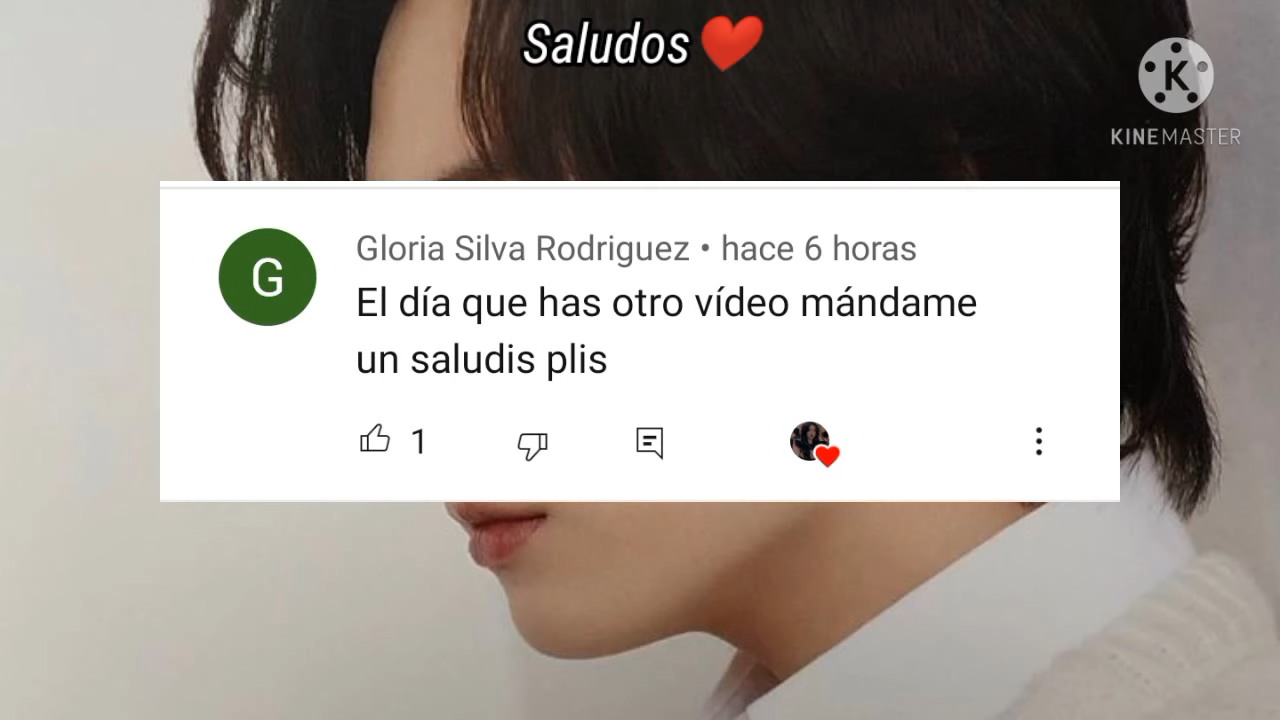 Saludos ❤️
KINEMASTER
G
Gloria Silva Rodriguez • hace 6 horas
El día que has otro vídeo mándame
un saludis plis
1